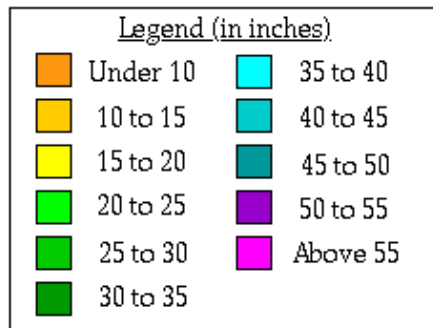 Legend (in inches)
Under 10
10 to 15
15 to 20
20 to 25
25 to 30
30 to 35
35 to 40
40 to 45
45 to 50
50 to 55
Above 55